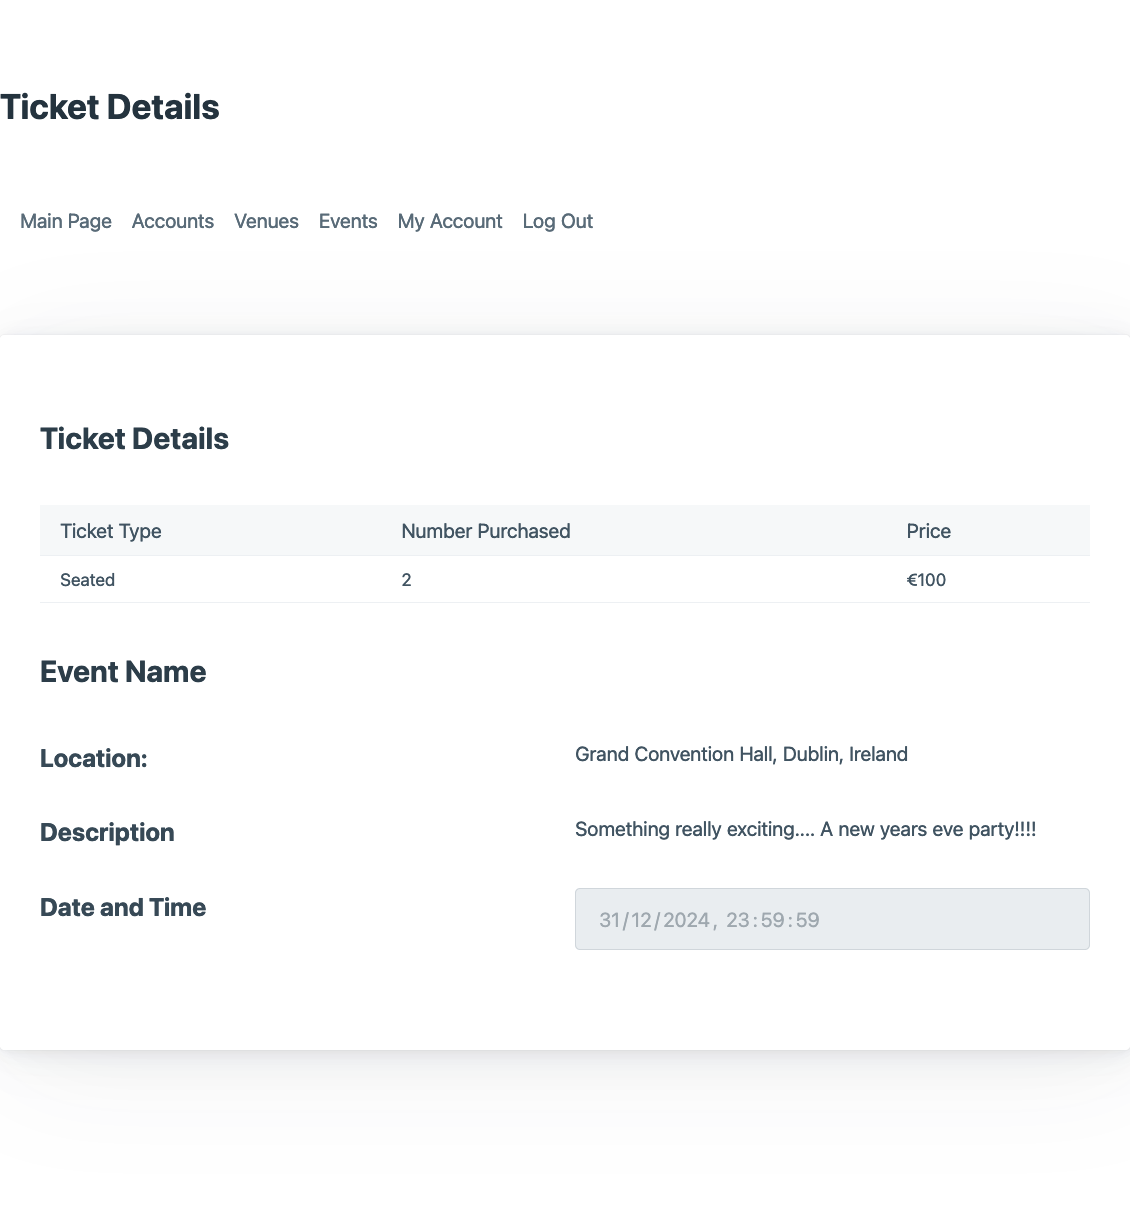 Ticket Details
Main Page Accounts Venues Events My Account Log Out
Ticket Details
Ticket Type Number Purchased Price
Seated 2 €100
Event Name
Location: Grand Convention Hall, Dublin, Ireland
Description Something really exciting.... A new years eve party!!!!
Date and Time 31/12/2024, 23:59:59